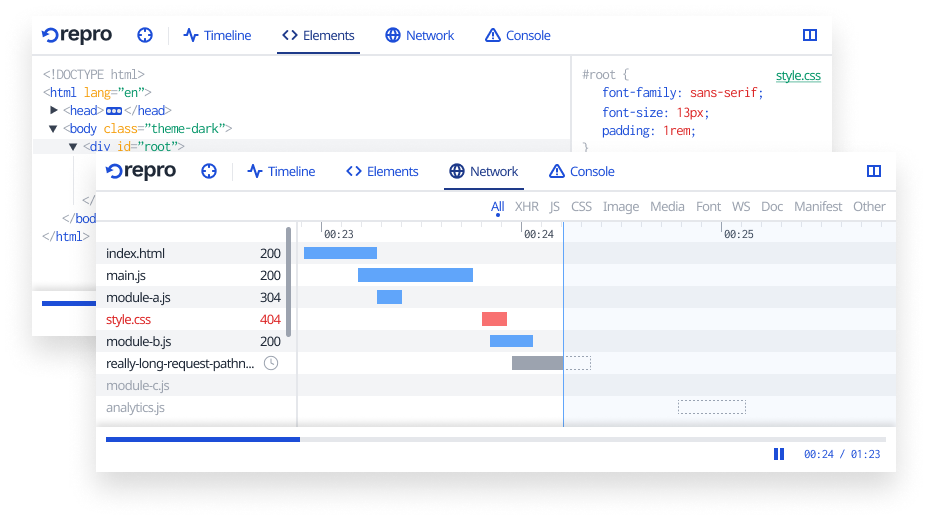 repro Timeline Elements Network Console
<!DOCTYPE html>
<html lang="en">
<head> </head>
<body class="theme-dark">
<div id="root">
</
</bod
</html>
#root { style.css
font-family: sans-serif;
font-size: 13px;
padding: 1rem;
}
repro Timeline Elements Network Console
All XHR JS CSS Image Media Font WS Doc Manifest Other
00:23 00:24 00:25
index.html 200
main.js 200
module-a.js 304
style.css 404
module-b.js 200
really-long-request-pathn...
module-c.js
analytics.js
00:24 / 01:23